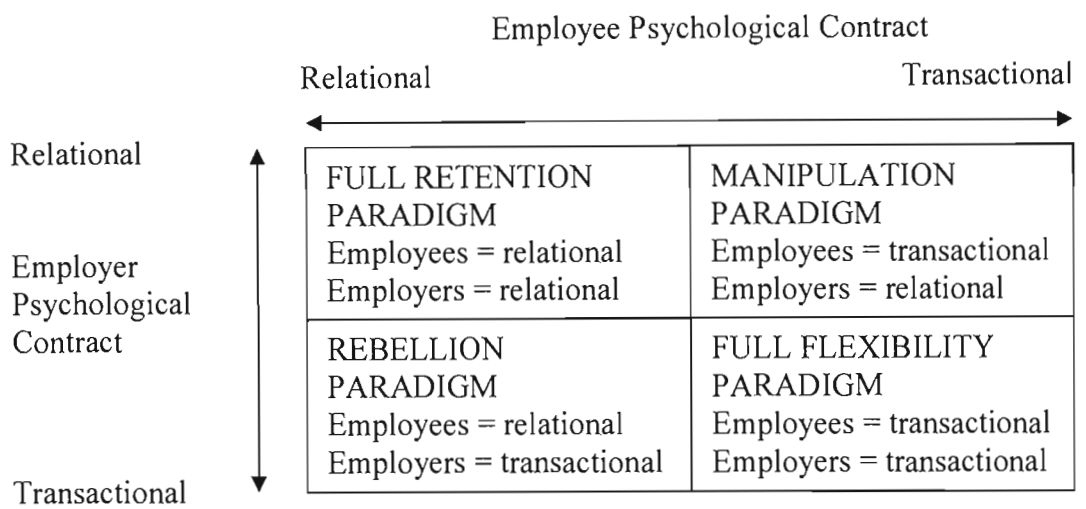 Employee Psychological Contract
Relational
Transactional
Relational
Employer
Psychological
Contract
Transactional
FULL RETENTION
PARADIGM
Employees = relational
Employers = relational
MANIPULATION
PARADIGM
Employees = transactional
Employers = relational
REBELLION
PARADIGM
Employees = relational
Employers = transactional
FULL FLEXIBILITY
PARADIGM
Employees = transactional
Employers = transactional